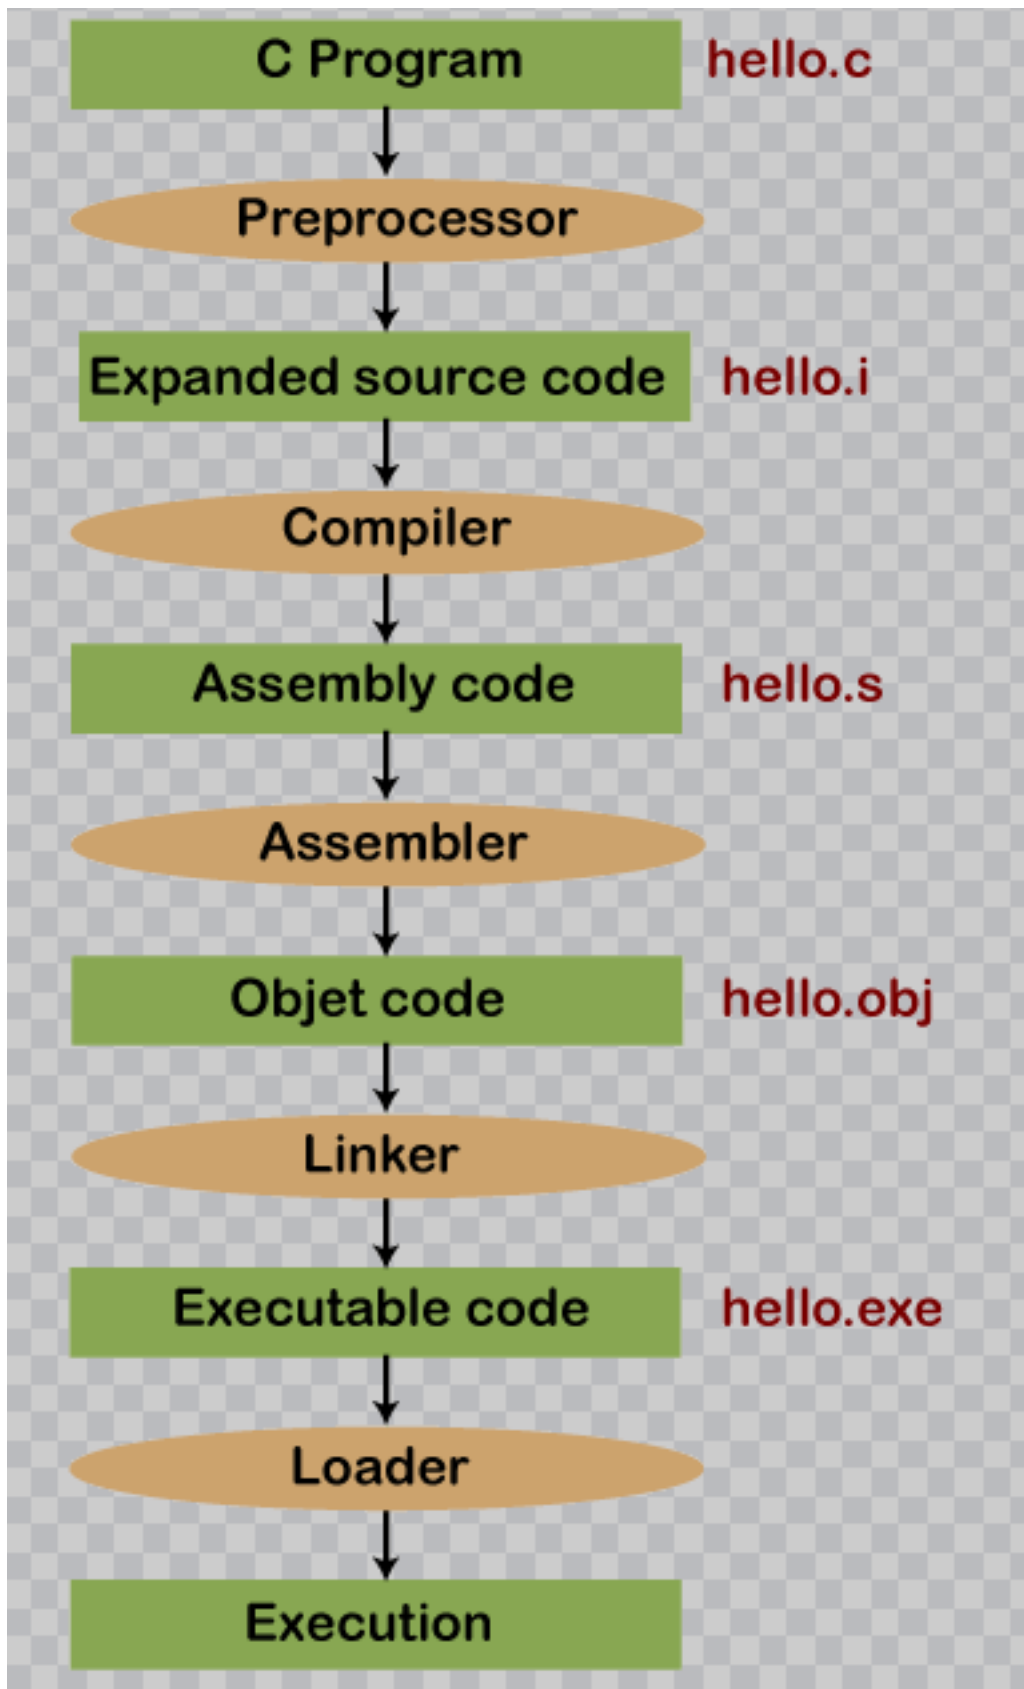 C Program hello.c
Preprocessor
Expanded source code hello.i
Compiler
Assembly code hello.s
Assembler
Objet code hello.obj
Linker
Executable code hello.exe
Loader
Execution